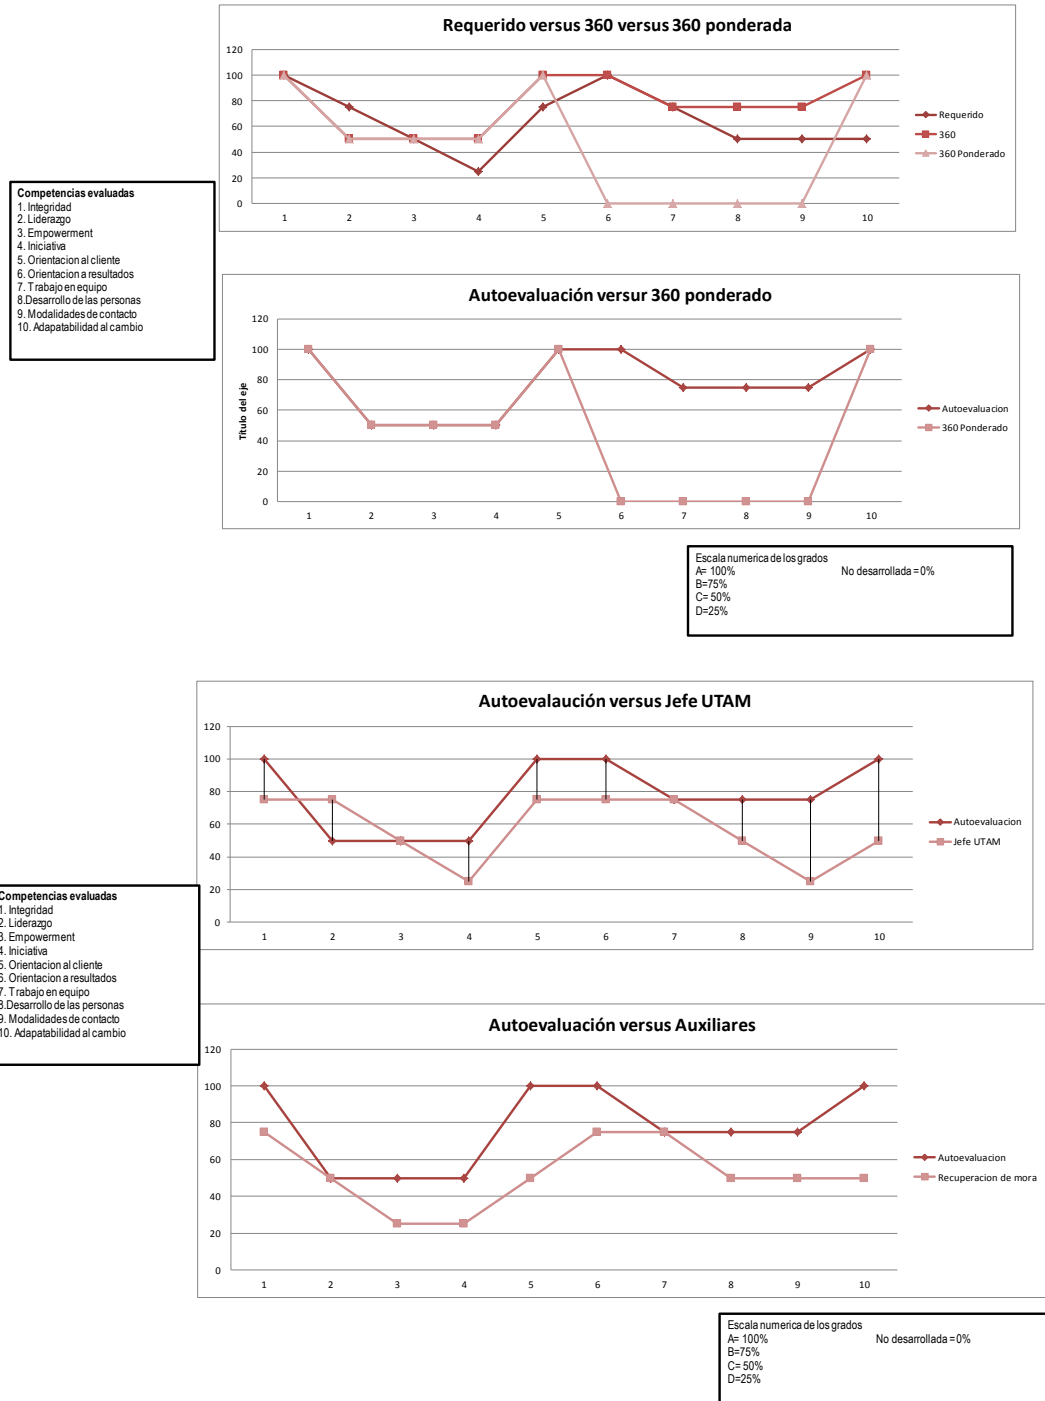 Requerido versus 360 versus 360 ponderada
120
100
80
60
40
20
0
1 2 3 4 5 6 7 8 9 10
Requerido
360
360 Ponderado
Competencias evaluadas
1. Integridad
2. Liderazgo
3. Empowerment
4. Iniciativa
5. Orientacion al cliente
6. Orientacion a resultados
7. Trabajo en equipo
8.Desarrollo de las personas
9. Modalidades de contacto
10. Adapatabilidad al cambio
Autoevaluación versur 360 ponderado
Título del eje
120
100
80
60
40
20
0
1 2 3 4 5 6 7 8 9 10
Autoevaluacion
360 Ponderado
Escala numerica de los grados
A= 100% No desarrollada =0%
B=75%
C= 50%
D=25%
Autoevalaución versus Jefe UTAM
120
100
80
60
40
20
0
1 2 3 4 5 6 7 8 9 10
Autoevaluacion
Jefe UTAM
Competencias evaluadas
1. Integridad
2. Liderazgo
3. Empowerment
4. Iniciativa
5. Orientacion al cliente
6. Orientacion a resultados
7. Trabajo en equipo
8.Desarrollo de las personas
9. Modalidades de contacto
10. Adapatabilidad al cambio
Autoevaluación versus Auxiliares
120
100
80
60
40
20
0
1 2 3 4 5 6 7 8 9 10
Autoevaluacion
Recuperacion de mora
Escala numerica de los grados
A= 100% No desarrollada =0%
B=75%
C= 50%
D=25%